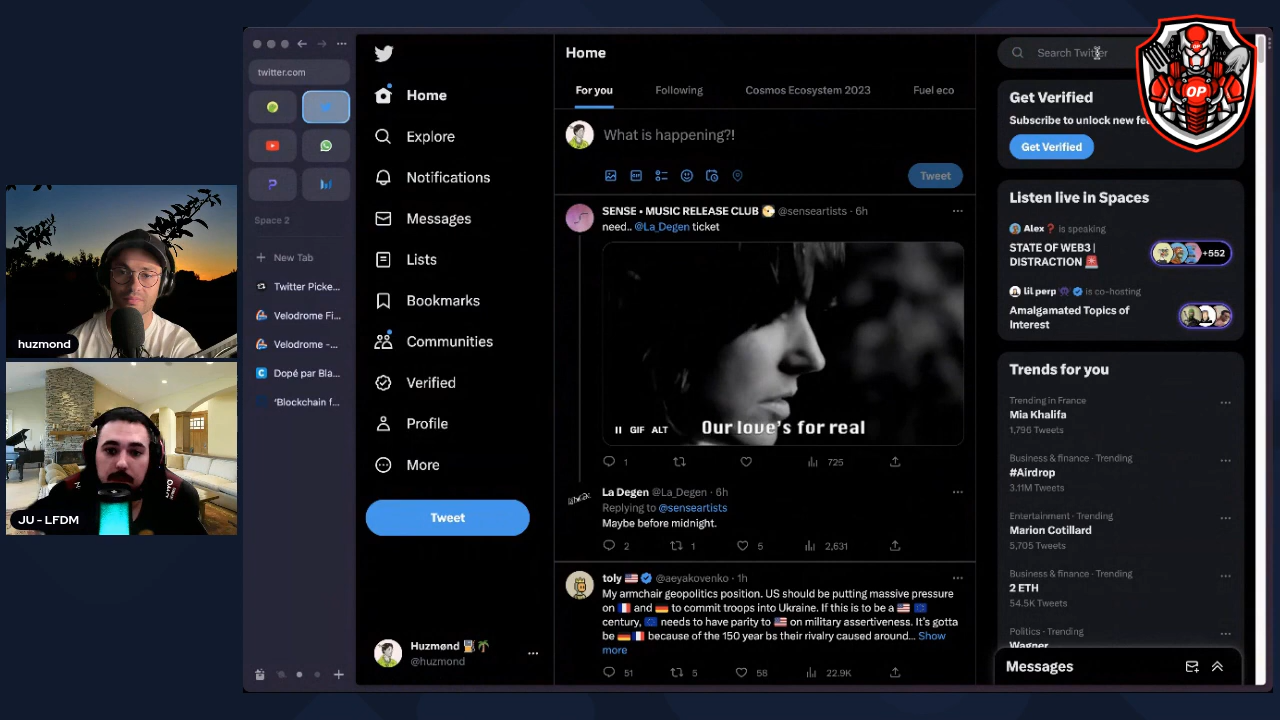 twitter.com
Space 2
New Tab
Twitter Picke...
Velodrome Fi...
Velodrome -...
Dopé par Bla...
‘Blockchain f...
huzmond
JU - LFDM
Home
Explore
Notifications
Messages
Lists
Bookmarks
Communities
Verified
Profile
More
Tweet
Huzmønd
@huzmond
Home
For you
Following
Cosmos Ecosystem 2023
Fuel eco
What is happening?!
GIF
Tweet
SENSE • MUSIC RELEASE CLUB @senseartists · 6h
need.. @La_Degen ticket
GIF ALT
Our love's for real
1
725
La Degen @La_Degen · 6h
Replying to @senseartists
Maybe before midnight.
2
1
5
2,631
toly 🇺🇸 @aeyakovenko · 1h
My armchair geopolitics position. US should be putting massive pressure
on 🇫🇷 and 🇩🇪 to commit troops into Ukraine. If this is to be a 🇺🇸 🇪🇺
century, 🇪🇺 needs to have parity to 🇺🇸 on military assertiveness. It's gotta
be 🇩🇪 🇫🇷 because of the 150 year bs their rivalry caused around... Show
more
51
5
58
22.9K
Search Twitter
OP
OP
Get Verified
Subscribe to unlock new fe
Get Verified
Listen live in Spaces
Alex ❓ is speaking
STATE OF WEB3 |
DISTRACTION 🚨
+552
lil perp is co-hosting
Amalgamated Topics of
Interest
Trends for you
Trending in France
Mia Khalifa
1,796 Tweets
Business & finance · Trending
#Airdrop
3.11M Tweets
Entertainment · Trending
Marion Cotillard
5,705 Tweets
Business & finance · Trending
2 ETH
54.5K Tweets
Politics · Trending
Wagner
Messages